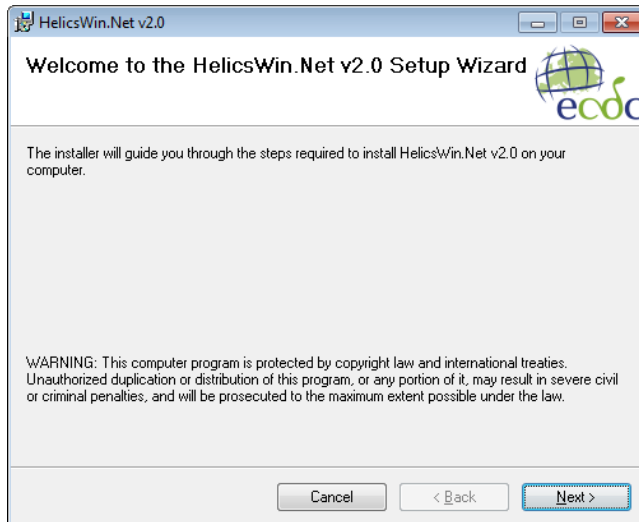 HelicsWin.Net v2.0
Welcome to the HelicsWin.Net v2.0 Setup Wizard
ecdc
The installer will guide you through the steps required to install HelicsWin.Net v2.0 on your
computer.
WARNING: This computer program is protected by copyright law and international treaties.
Unauthorized duplication or distribution of this program, or any portion of it, may result in severe civil
or criminal penalties, and will be prosecuted to the maximum extent possible under the law.
Cancel
< Back
Next >